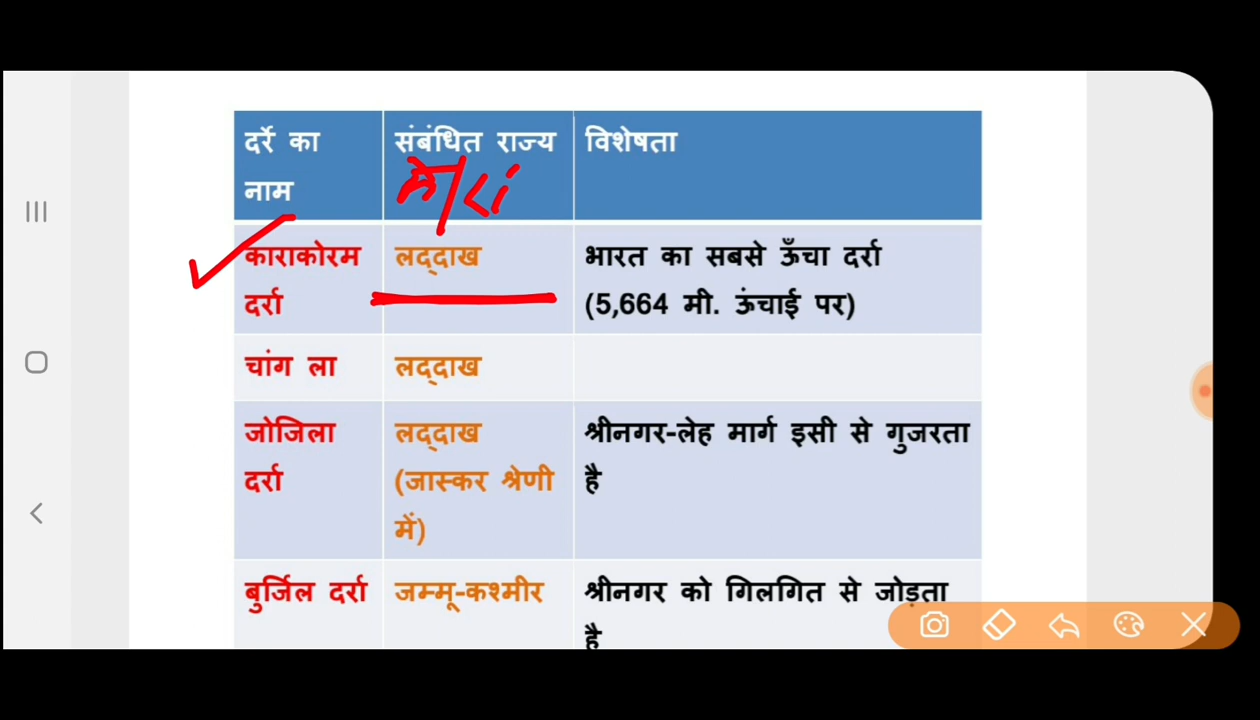 दर्रे का
नाम
संबंधित राज्य
विशेषता
काराकोरम
दर्रा
लद्दाख
भारत का सबसे ऊँचा दर्रा
(5,664 मी. ऊंचाई पर)
चांग ला
लद्दाख
जोजिला
दर्रा
लद्दाख
(जास्कर श्रेणी
में)
श्रीनगर-लेह मार्ग इसी से गुजरता
है
बुर्जिल दर्रा
जम्मू-कश्मीर
श्रीनगर को गिलगित से जोड़ता
है